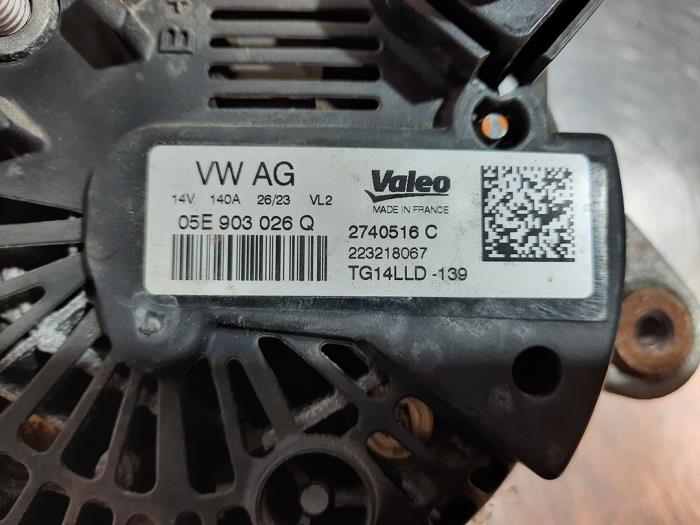 B+
VW AG
14V 140A 26/23 VL2
05E 903 026 Q
Valeo
MADE IN FRANCE
2740516 C
223218067
TG14LLD -139